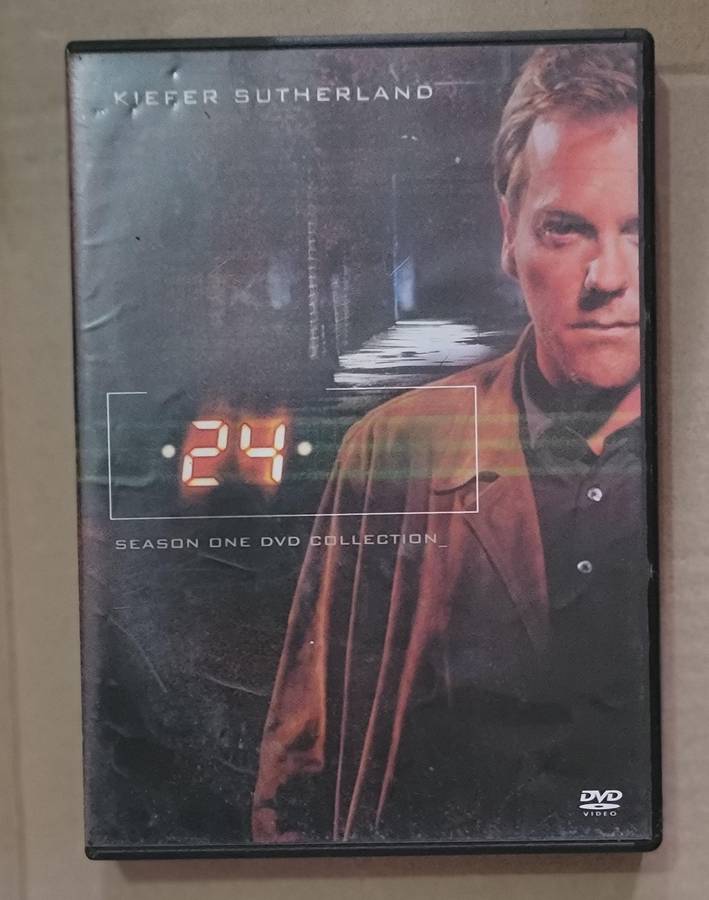 KIEFER SUTHERLAND
24
SEASON ONE DVD COLLECTION_
DVD
VIDEO